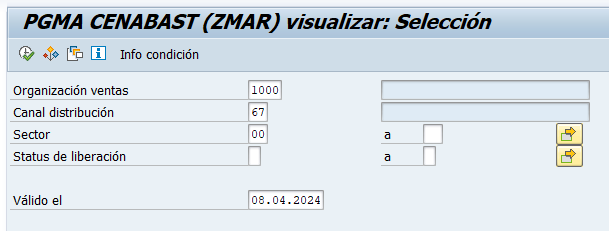 PGMA CENABAST (ZMAR) visualizar: Selección
Info condición
Organización ventas 1000
Canal distribución 67
Sector 00 a
Status de liberación a
Válido el 08.04.2024